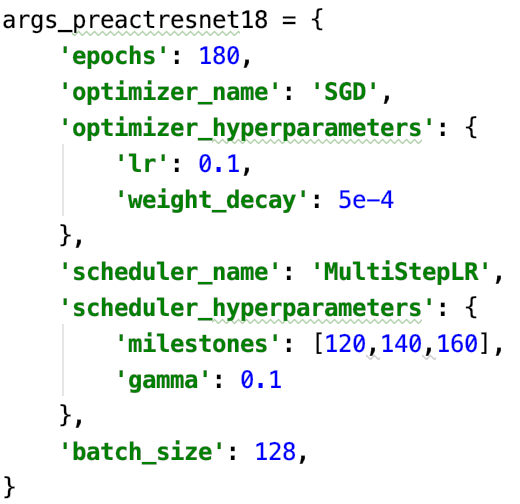 args_preactresnet18 = {
    'epochs': 180,
    'optimizer_name': 'SGD',
    'optimizer_hyperparameters': {
        'lr': 0.1,
        'weight_decay': 5e-4
    },
    'scheduler_name': 'MultiStepLR',
    'scheduler_hyperparameters': {
        'milestones': [120,140,160],
        'gamma': 0.1
    },
    'batch_size': 128,
}